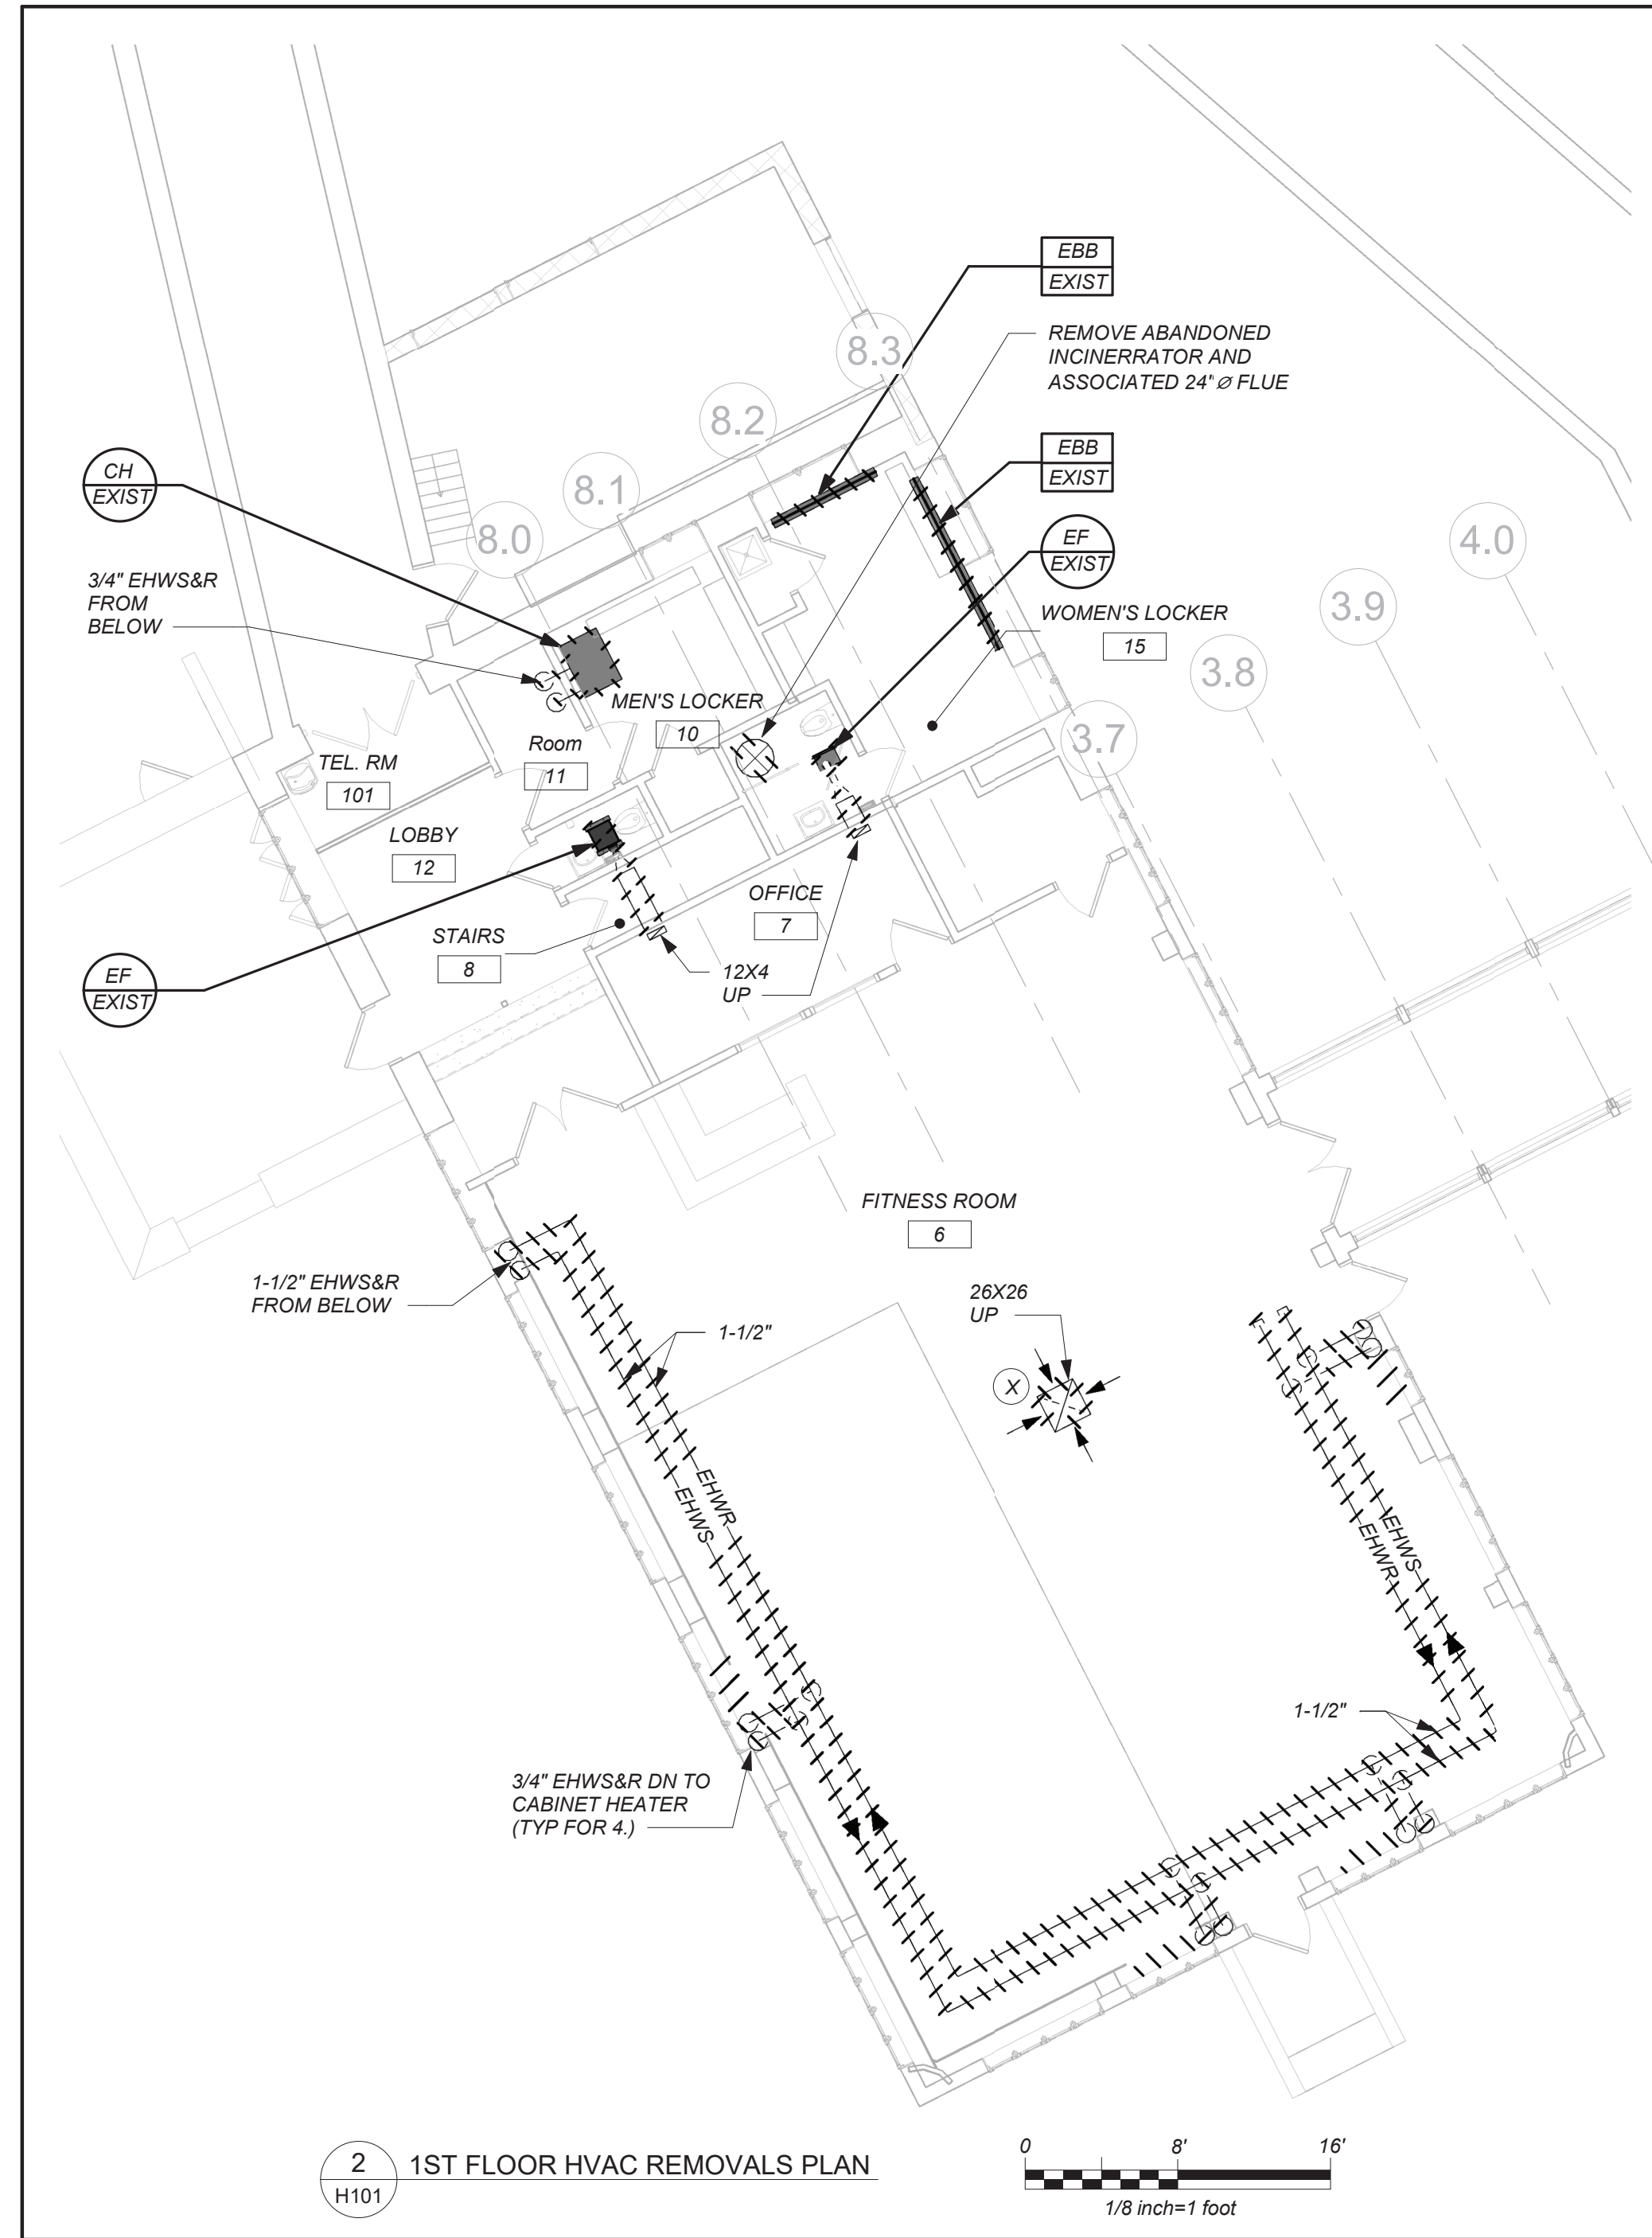 EBB
EXIST
8.3
REMOVE ABANDONED
INCINERRATOR AND
ASSOCIATED 24"Ø FLUE
8.2
EBB
EXIST
CH
EXIST
8.1
8.0
EF
EXIST
4.0
3/4" EHWS&R
FROM
BELOW
3.9
WOMEN'S LOCKER
15
3.8
MEN'S LOCKER
10
3.7
Room
11
TEL. RM
101
LOBBY
12
OFFICE
7
STAIRS
8
12X4
UP
EF
EXIST
FITNESS ROOM
6
1-1/2" EHWS&R
FROM BELOW
26X26
UP
1-1/2"
X
EHWR
EHWS
EHWS
EHWR
1-1/2"
3/4" EHWS&R DN TO
CABINET HEATER
(TYP FOR 4.)
2
H101
1ST FLOOR HVAC REMOVALS PLAN
0 8' 16'
1/8 inch=1 foot